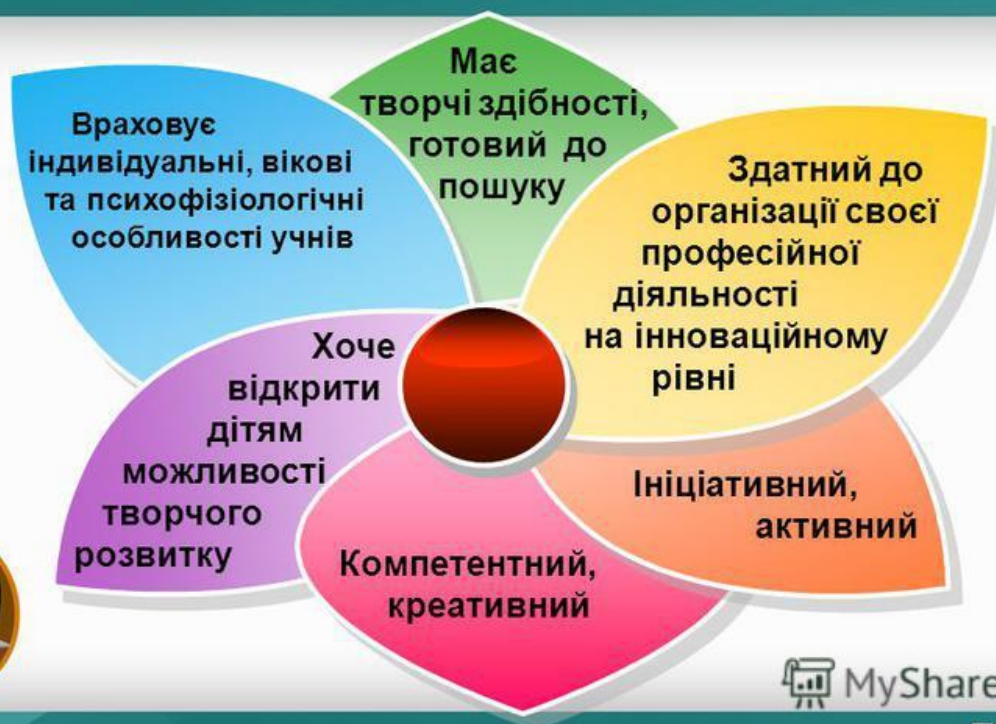 Має
творчі здібності,
готовий до
пошуку
Здатний до
організації своєї
професійної
діяльності
на інноваційному
рівні
Ініціативний,
активний
Компетентний,
креативний
Хоче
відкрити
дітям
можливості
творчого
розвитку
Враховує
індивідуальні, вікові
та психофізіологічні
особливості учнів
MyShare